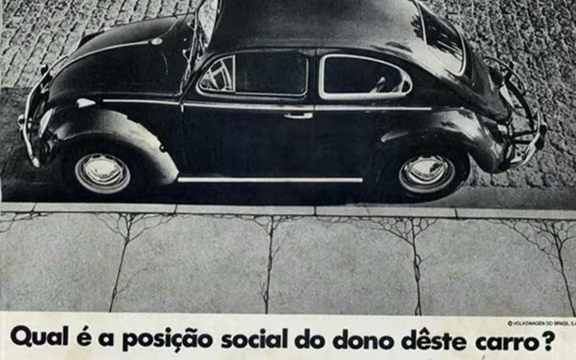 © VOLKSWAGEN DO BRASIL S.A.
Qual é a posição social do dono dêste carro?